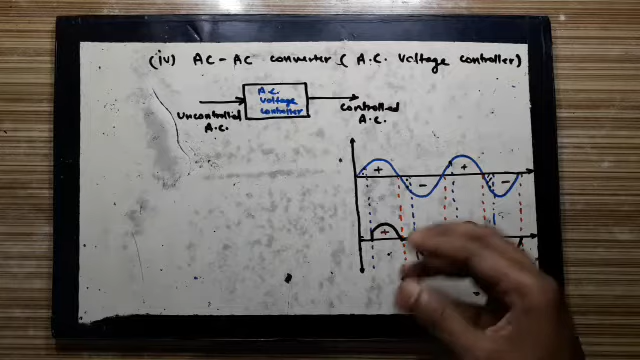 (iv) AC - AC converter ( A.C. Voltage controller)
A.C.
Voltage
controller
Uncontrolled
A.C.
Controlled
A.C.
+ - + -
+